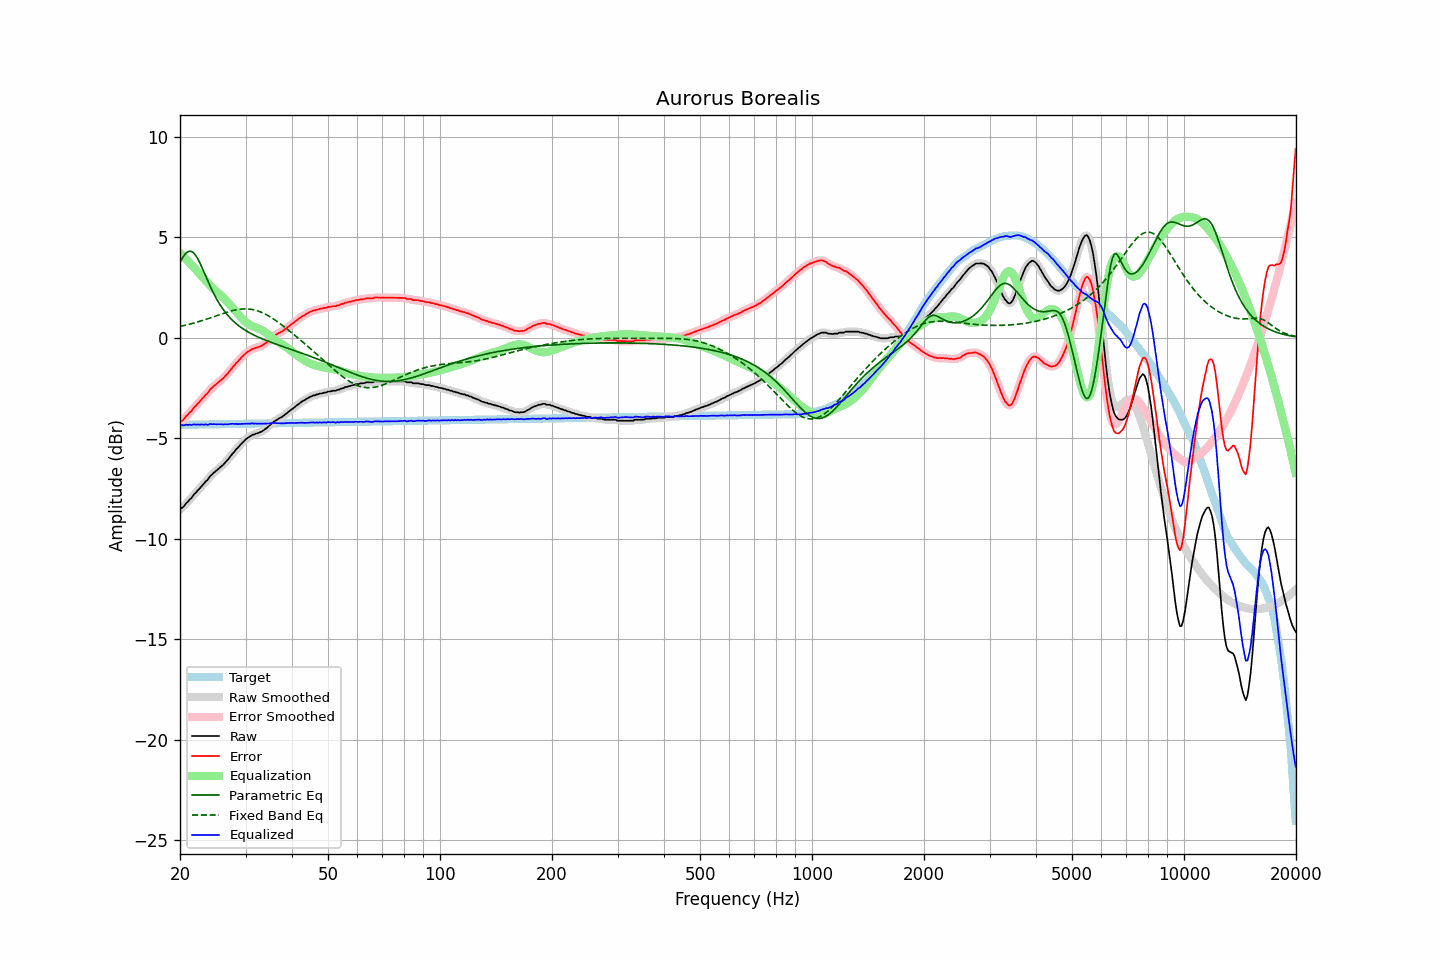 Aurorus Borealis
Amplitude (dBr)
10
5
0
−5
−10
−15
−20
−25
Target
Raw Smoothed
Error Smoothed
Raw
Error
Equalization
Parametric Eq
Fixed Band Eq
Equalized
20 50 100 200 500 1000 2000 5000 10000 20000
Frequency (Hz)